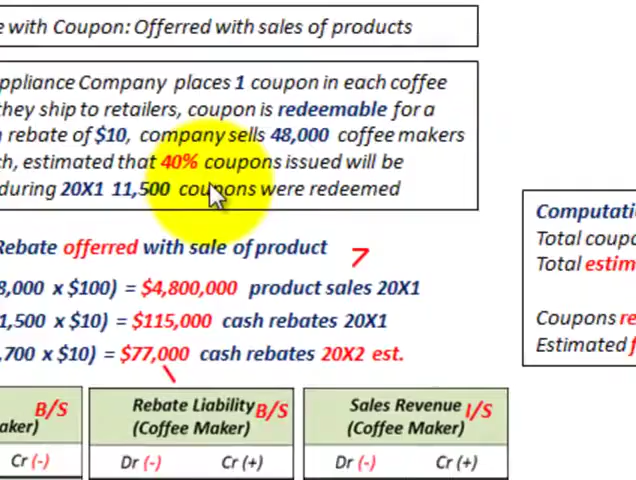 e with Coupon: Offerred with sales of products
ppliance Company places 1 coupon in each coffee
they ship to retailers, coupon is redeemable for a
rebate of $10, company sells 48,000 coffee makers
ch, estimated that 40% coupons issued will be
during 20X1 11,500 coupons were redeemed
Rebate offerred with sale of product
8,000 x $100) = $4,800,000 product sales 20X1
1,500 x $10) = $115,000 cash rebates 20X1
,700 x $10) = $77,000 cash rebates 20X2 est.
Computati
Total coup
Total estim
Coupons re
Estimated f
B/S
aker)
Cr (-)
Rebate Liability B/S
(Coffee Maker)
Dr (-) Cr (+)
Sales Revenue I/S
(Coffee Maker)
Dr (-) Cr (+)